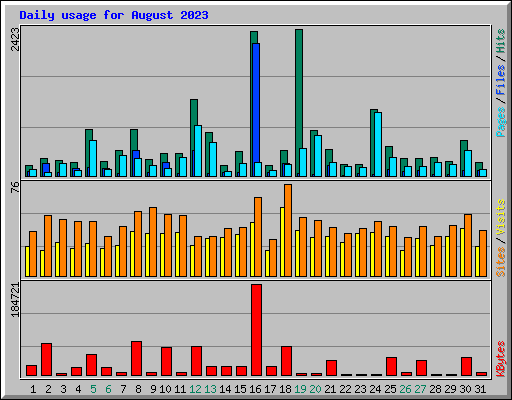 Daily usage for August 2023
2423
Pages / Files / Hits
76
Sites / Visits
184721
KBytes
1 2 3 4 5 6 7 8 9 10 11 12 13 14 15 16 17 18 19 20 21 22 23 24 25 26 27 28 29 30 31